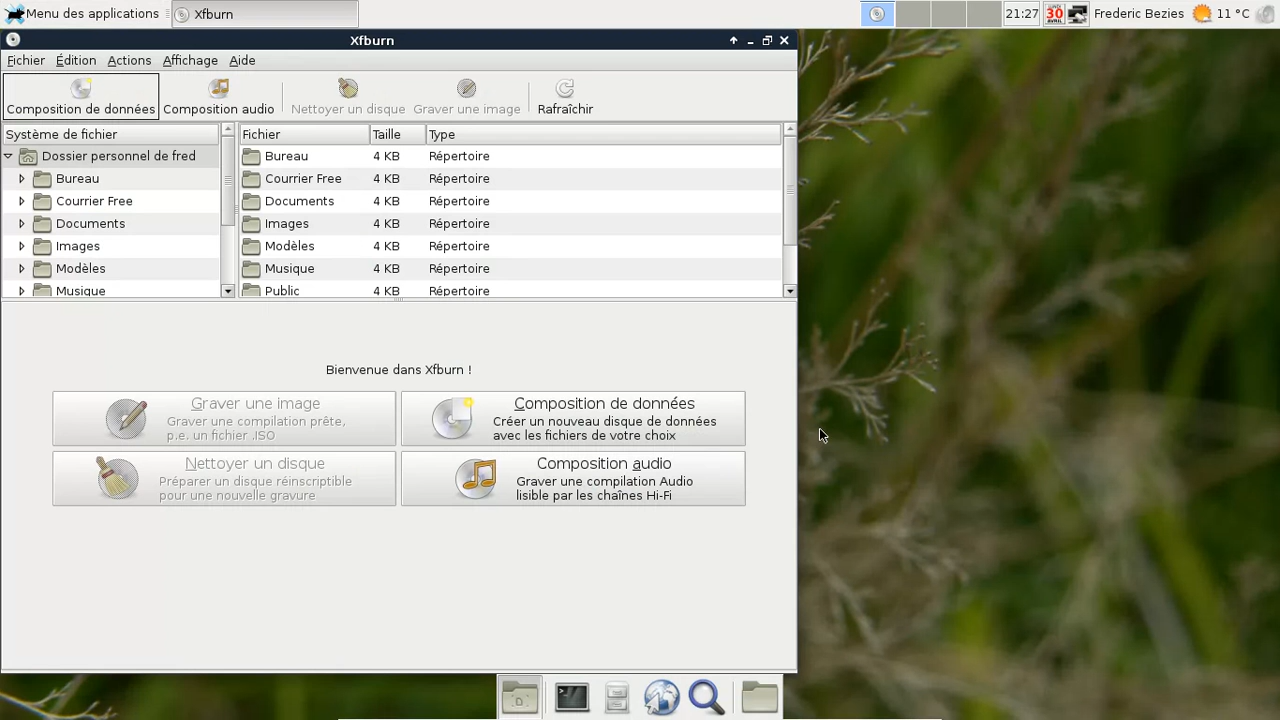 Menu des applications
Xfburn
21:27
LUNDI
30
AVRIL
Frederic Bezies
11 °C
Xfburn
Fichier Édition Actions Affichage Aide
Composition de données Composition audio Nettoyer un disque Graver une image Rafraîchir
Système de fichier
Dossier personnel de fred
Bureau
Courrier Free
Documents
Images
Modèles
Musique
Fichier Taille Type
Bureau 4 KB Répertoire
Courrier Free 4 KB Répertoire
Documents 4 KB Répertoire
Images 4 KB Répertoire
Modèles 4 KB Répertoire
Musique 4 KB Répertoire
Public 4 KB Répertoire
Bienvenue dans Xfburn !
Graver une image
Graver une compilation prête,
p.e. un fichier .ISO
Composition de données
Créer un nouveau disque de données
avec les fichiers de votre choix
Nettoyer un disque
Préparer un disque réinscriptible
pour une nouvelle gravure
Composition audio
Graver une compilation Audio
lisible par les chaînes Hi-Fi